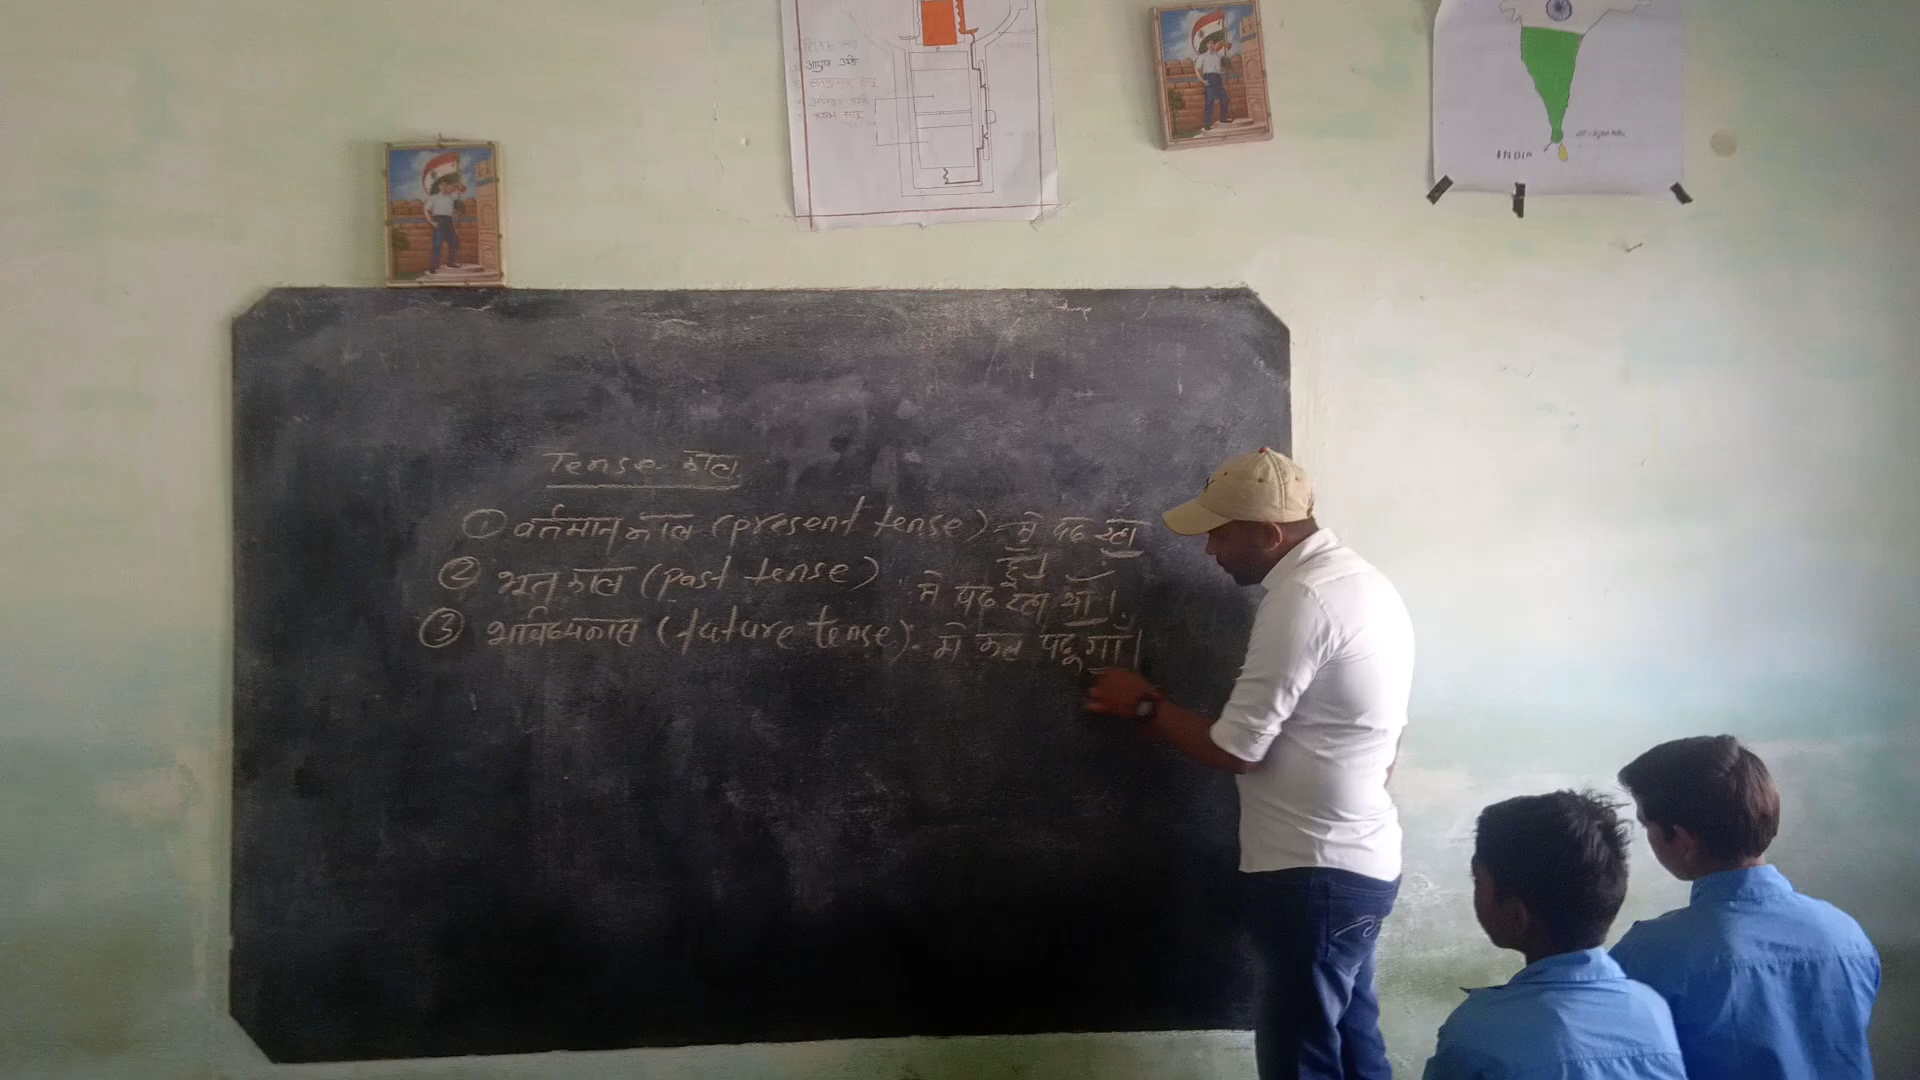 आयुष
INDIA
Tense काल
① वर्तमान काल (present tense) - मे पढ रहा
हूँ।
② भूत काल (past tense) मे पढ रहा था।
③ भविष्यकाल (future tense) - मे कल पढूगाँ।